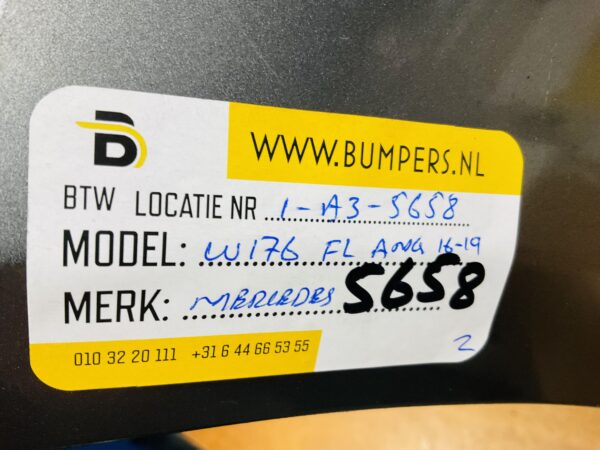 B
WWW.BUMPERS.NL
BTW LOCATIE NR 1-A3-5658
MODEL: W176 FL AMG 16-19
MERK: MERCEDES 5658
010 32 20 111 +31 6 44 66 53 55
2